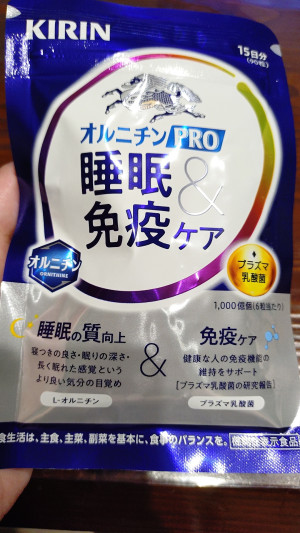 KIRIN
15日分
(90粒)
オルニチンPRO
睡眠
&
免疫ケア
オルニチン
ORNITHINE
プラズマ
乳酸菌
1,000億個(6粒当たり)
睡眠の質向上
寝つきの良さ・眠りの深さ・
長く眠れた感覚という
より良い気分の目覚め
L-オルニチン
&
免疫ケア
健康な人の免疫機能の
維持をサポート
[プラズマ乳酸菌の研究報告]
プラズマ乳酸菌
食生活は、主食、主菜、副菜を基本に、食事のバランスを。
機能性表示食品